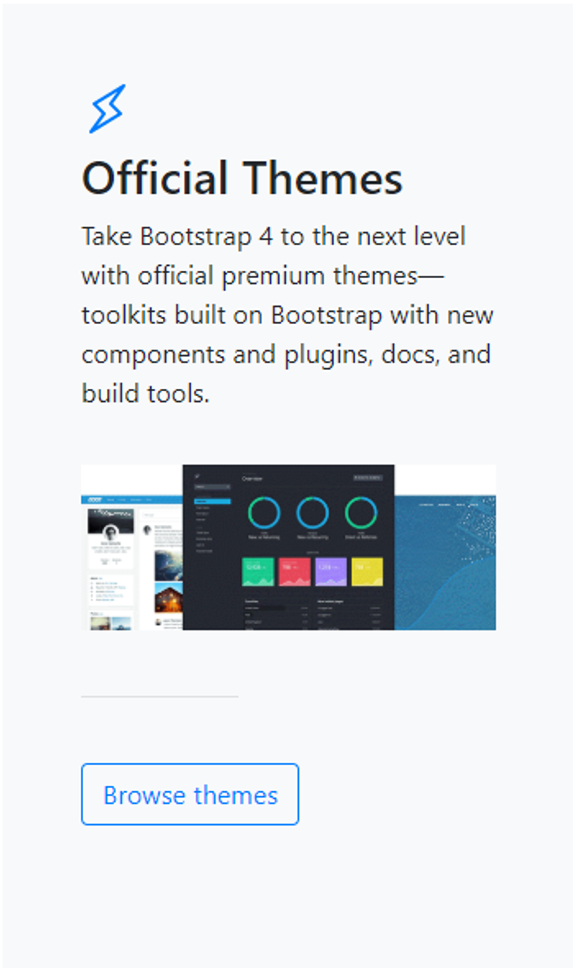 Official Themes
Take Bootstrap 4 to the next level
with official premium themes—
toolkits built on Bootstrap with new
components and plugins, docs, and
build tools.
Overview
Browse themes